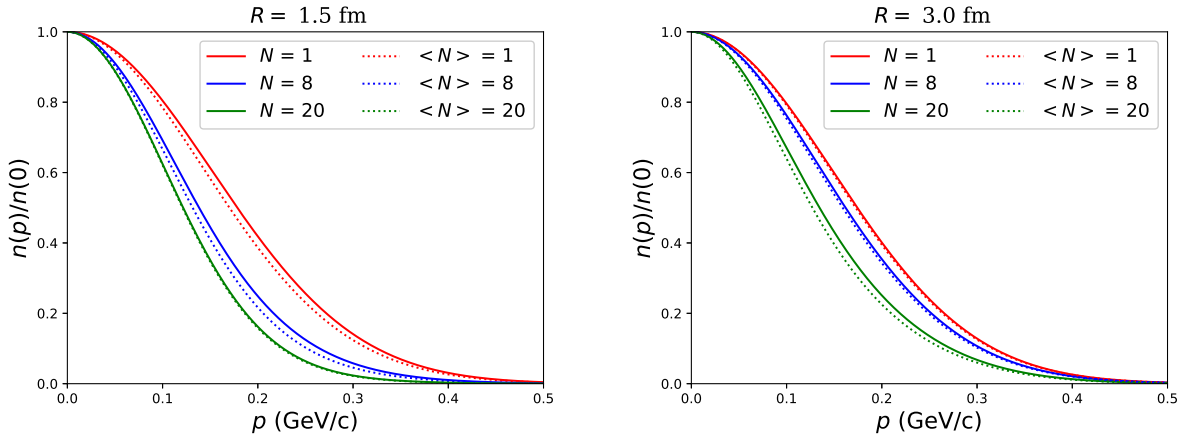 R = 1.5 fm
1.0
0.8
0.6
0.4
0.2
0.0
n(p)/n(0)
N = 1
N = 8
N = 20
< N > = 1
< N > = 8
< N > = 20
0.0 0.1 0.2 0.3 0.4 0.5
p (GeV/c)
R = 3.0 fm
1.0
0.8
0.6
0.4
0.2
0.0
n(p)/n(0)
N = 1
N = 8
N = 20
< N > = 1
< N > = 8
< N > = 20
0.0 0.1 0.2 0.3 0.4 0.5
p (GeV/c)